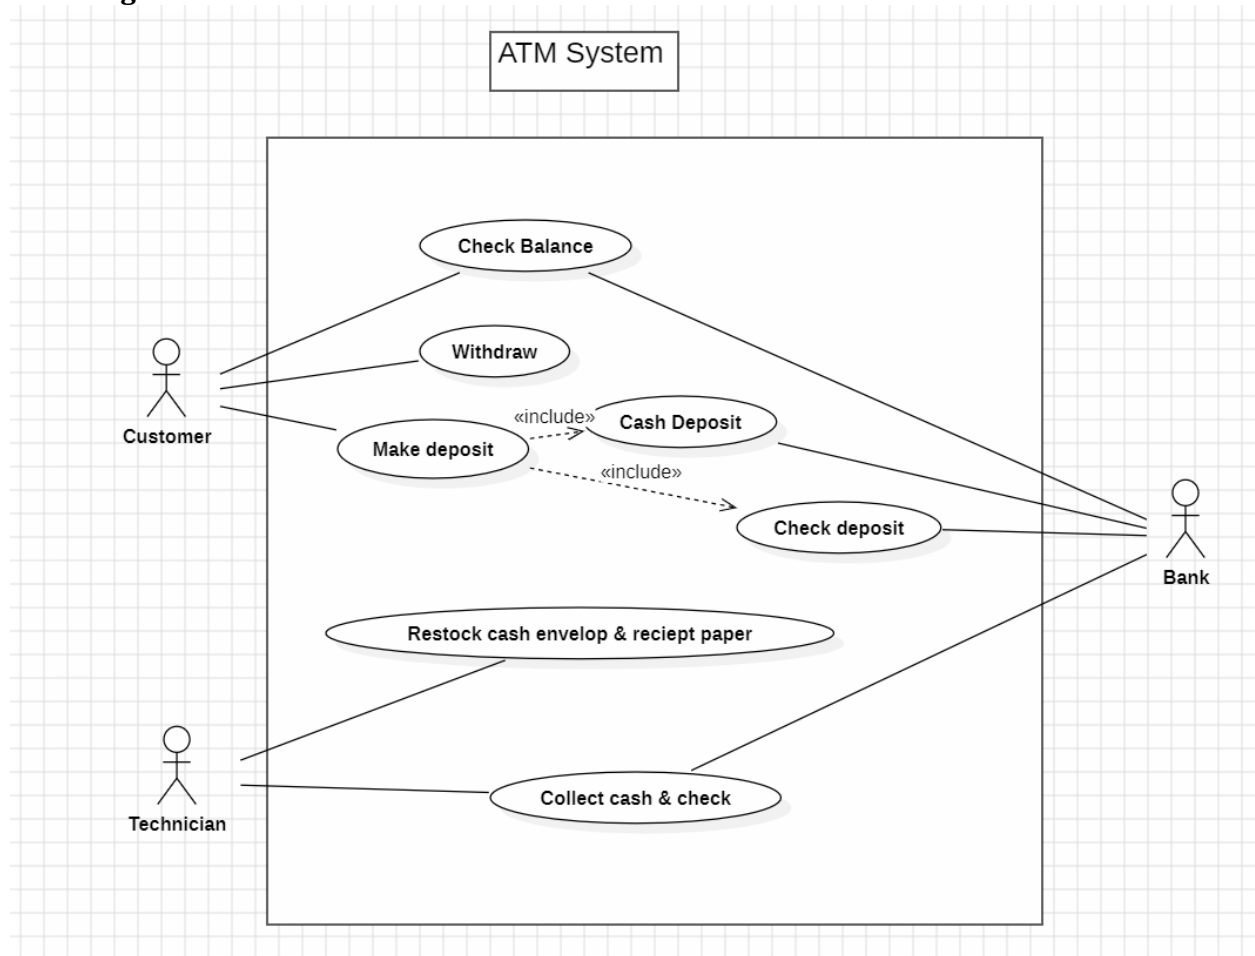 ATM System
Check Balance
Withdraw
«include»
Cash Deposit
Customer
Make deposit
«include»
Check deposit
Bank
Restock cash envelop & reciept paper
Collect cash & check
Technician